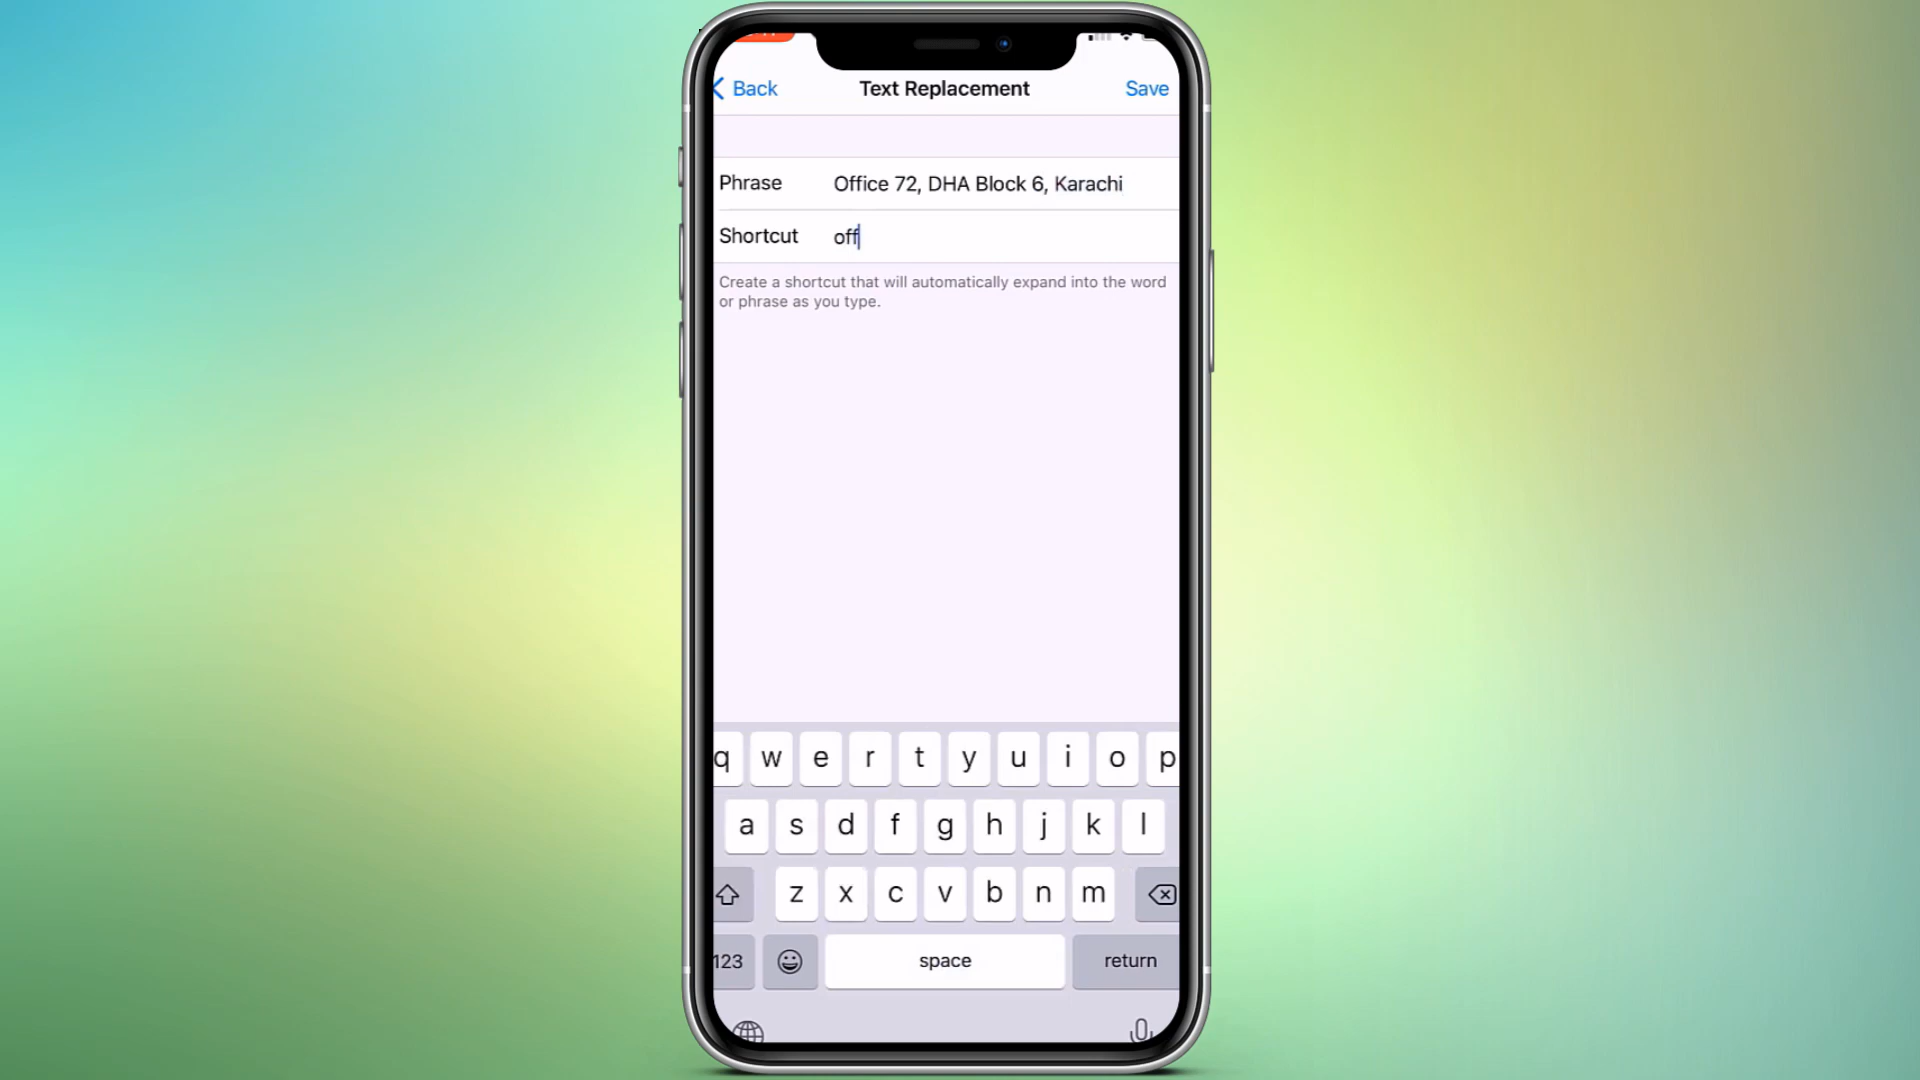 Back Text Replacement Save
Phrase Office 72, DHA Block 6, Karachi
Shortcut off
Create a shortcut that will automatically expand into the word
or phrase as you type.
q w e r t y u i o p
a s d f g h j k l
z x c v b n m
123 space return